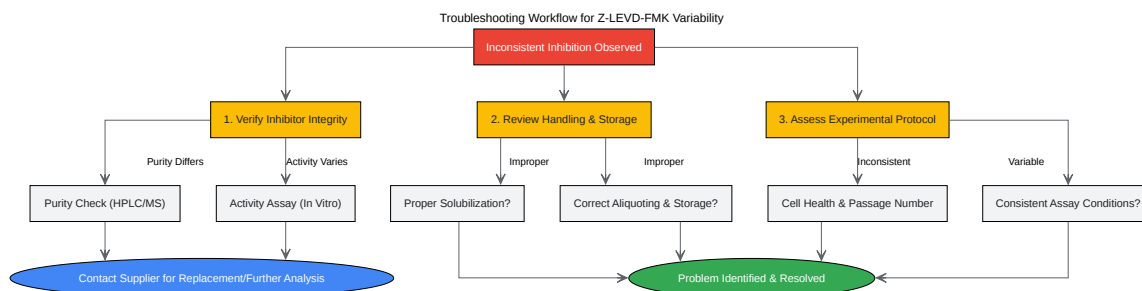 Troubleshooting Workflow for Z-LEVD-FMK Variability
Inconsistent Inhibition Observed
1. Verify Inhibitor Integrity
2. Review Handling & Storage
3. Assess Experimental Protocol
Purity Differs
Activity Varies
Improper
Improper
Inconsistent
Variable
Purity Check (HPLC/MS)
Activity Assay (In Vitro)
Proper Solubilization?
Correct Aliquoting & Storage?
Cell Health & Passage Number
Consistent Assay Conditions?
Contact Supplier for Replacement/Further Analysis
Problem Identified & Resolved